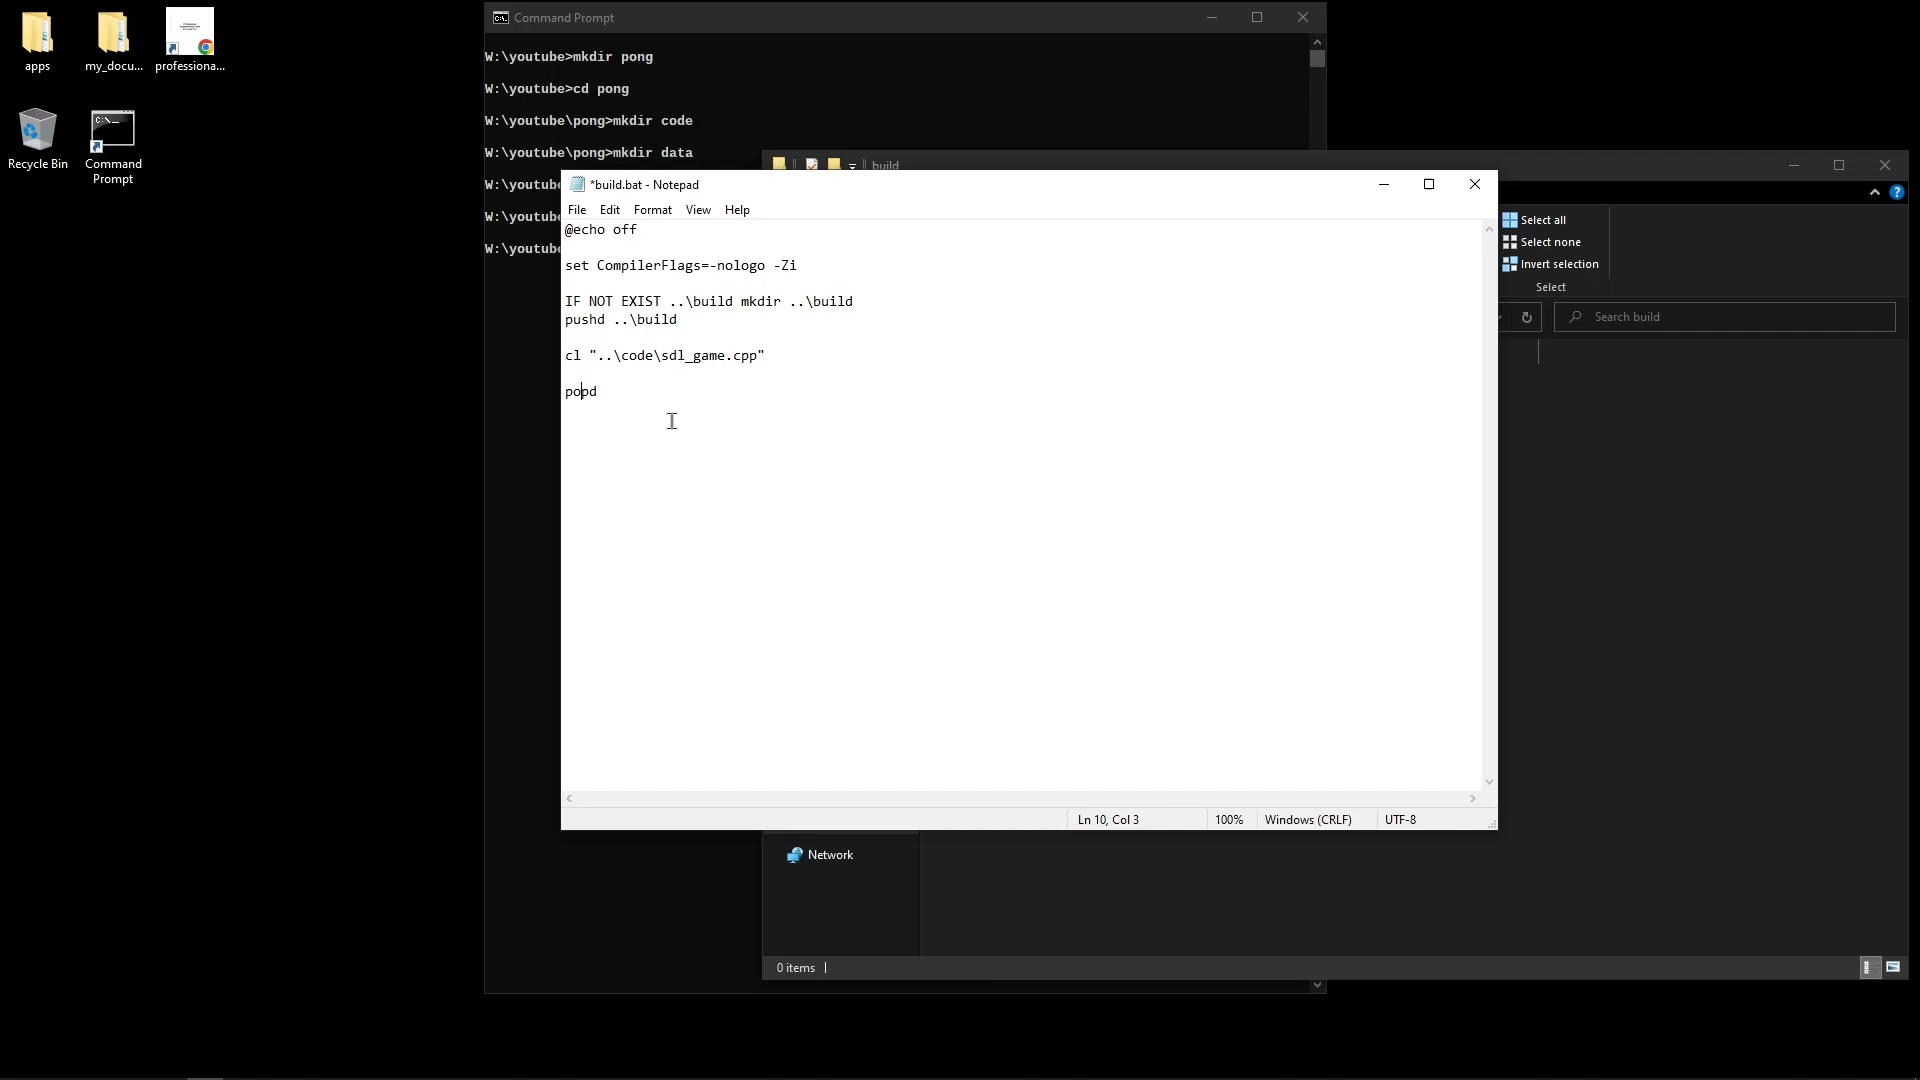 apps
my_docu...
professiona...
Recycle Bin
Command
Prompt
Command Prompt
W:\youtube>mkdir pong
W:\youtube>cd pong
W:\youtube\pong>mkdir code
W:\youtube\pong>mkdir data
W:\youtube
W:\youtube
W:\youtube
build
*build.bat - Notepad
File Edit Format View Help
@echo off
set CompilerFlags=-nologo -Zi
IF NOT EXIST ..\build mkdir ..\build
pushd ..\build
cl "..\code\sdl_game.cpp"
popd
Ln 10, Col 3
100%
Windows (CRLF)
UTF-8
Select all
Select none
Invert selection
Select
Search build
Network
0 items